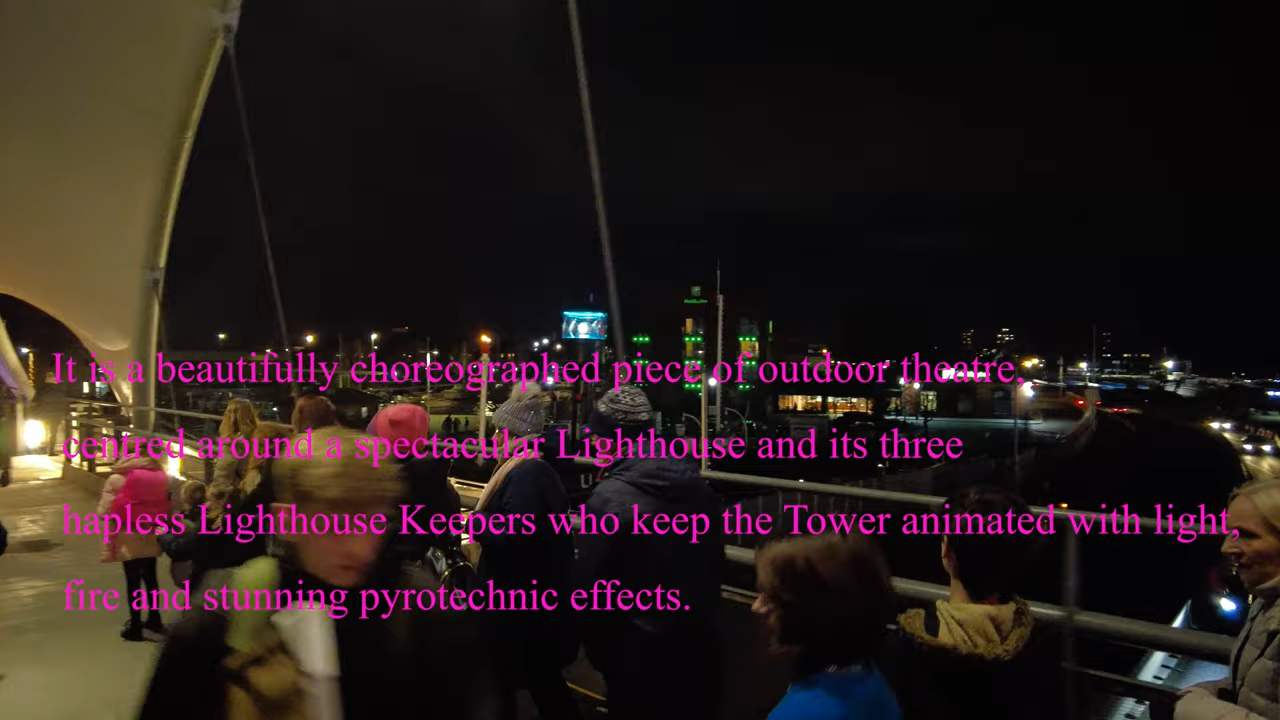 It is a beautifully choreographed piece of outdoor theatre,
centred around a spectacular Lighthouse and its three
hapless Lighthouse Keepers who keep the Tower animated with light,
fire and stunning pyrotechnic effects.